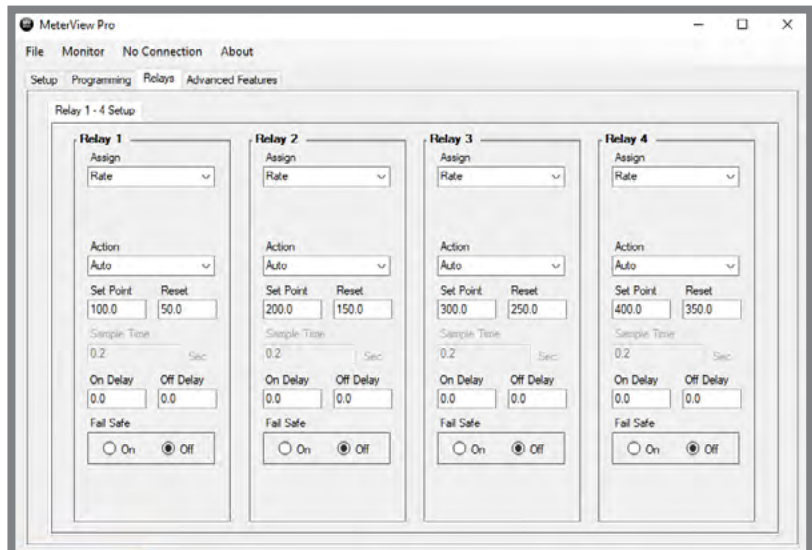 MeterView Pro
File Monitor No Connection About
Setup Programming Relays Advanced Features
Relay 1 - 4 Setup
Relay 1
Assign
Rate
Action
Auto
Set Point Reset
100.0 50.0
Sample Time
0.2 Sec
On Delay Off Delay
0.0 0.0
Fail Safe
On Off
Relay 2
Assign
Rate
Action
Auto
Set Point Reset
200.0 150.0
Sample Time
0.2 Sec
On Delay Off Delay
0.0 0.0
Fail Safe
On Off
Relay 3
Assign
Rate
Action
Auto
Set Point Reset
300.0 250.0
Sample Time
0.2 Sec
On Delay Off Delay
0.0 0.0
Fail Safe
On Off
Relay 4
Assign
Rate
Action
Auto
Set Point Reset
400.0 350.0
Sample Time
0.2 Sec
On Delay Off Delay
0.0 0.0
Fail Safe
On Off